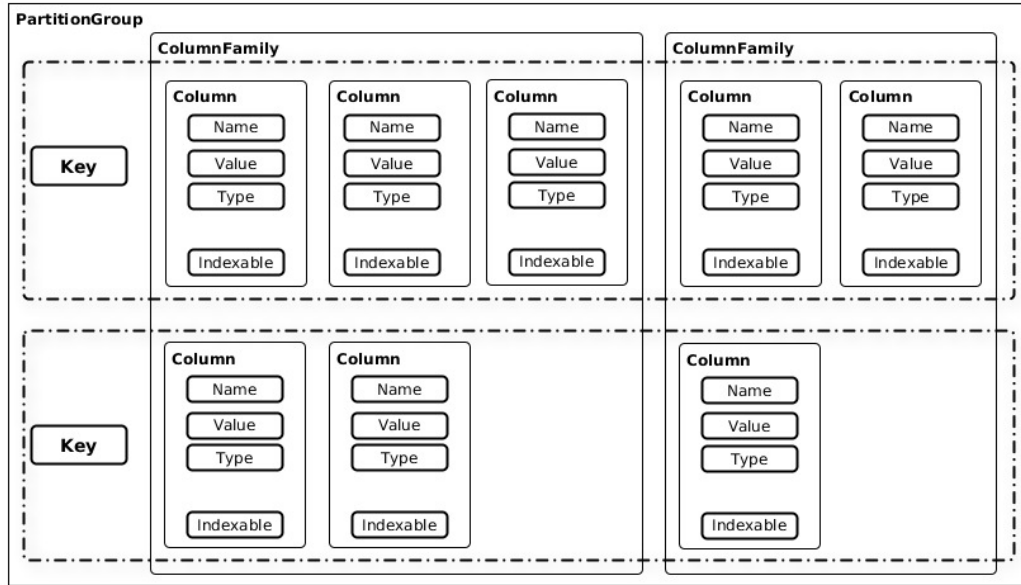 PartitionGroup
ColumnFamily ColumnFamily
Column Column Column Column Column
Name Name Name Name Name
Key Value Value Value Value Value
Type Type Type Type Type
Indexable Indexable Indexable Indexable Indexable
Column Column Column
Name Name Name
Key Value Value Value
Type Type Type
Indexable Indexable Indexable